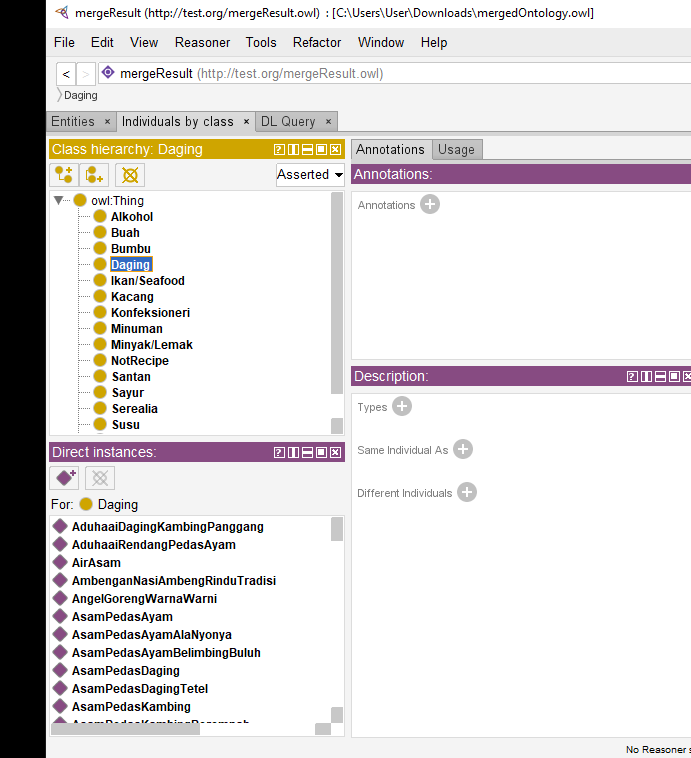 mergeResult (http://test.org/mergeResult.owl) : [C:\Users\User\Downloads\mergedOntology.owl]
File Edit View Reasoner Tools Refactor Window Help
< > mergeResult (http://test.org/mergeResult.owl)
Daging
Entities × Individuals by class × DL Query ×
Class hierarchy: Daging
Asserted
owl:Thing
Alkohol
Buah
Bumbu
Daging
Ikan/Seafood
Kacang
Konfeksioneri
Minuman
Minyak/Lemak
NotRecipe
Santan
Sayur
Serealia
Susu
Direct instances:
For: Daging
AduhaaiDagingKambingPanggang
AduhaaiRendangPedasAyam
AirAsam
AmbenganNasiAmbengRinduTradisi
AngelGorengWarnaWarni
AsamPedasAyam
AsamPedasAyamAlaNyonya
AsamPedasAyamBelimbingBuluh
AsamPedasDaging
AsamPedasDagingTetel
AsamPedasKambing
Annotations Usage
Annotations:
Annotations
Description:
Types
Same Individual As
Different Individuals
No Reasoner s